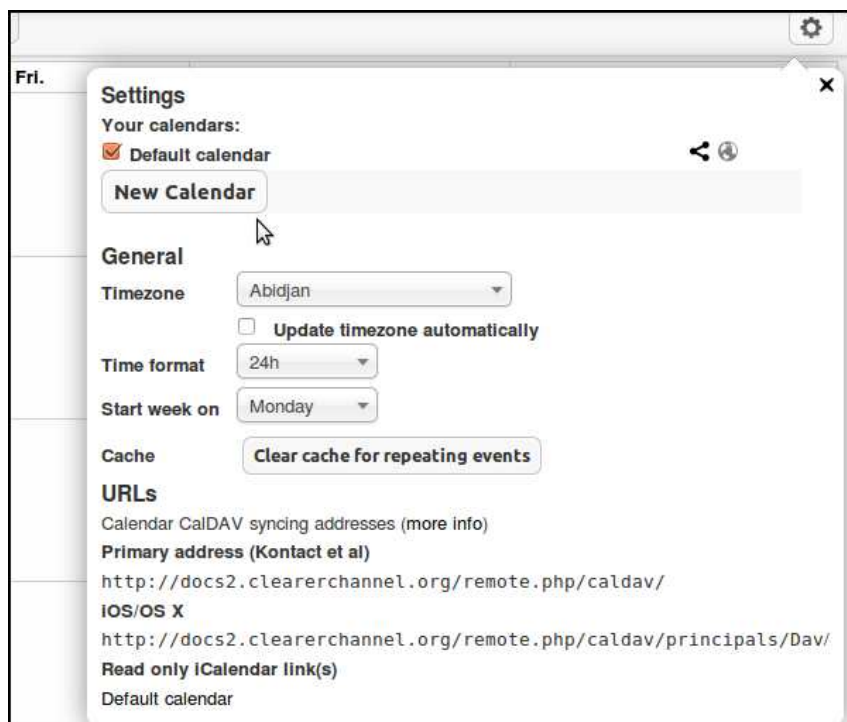 Fri.
Settings
Your calendars:
Default calendar
New Calendar
General
Timezone Abidjan
Update timezone automatically
Time format 24h
Start week on Monday
Cache Clear cache for repeating events
URLs
Calendar CalDAV syncing addresses (more info)
Primary address (Kontact et al)
http://docs2.clearerchannel.org/remote.php/caldav/
iOS/OS X
http://docs2.clearerchannel.org/remote.php/caldav/principals/Dav/
Read only iCalendar link(s)
Default calendar